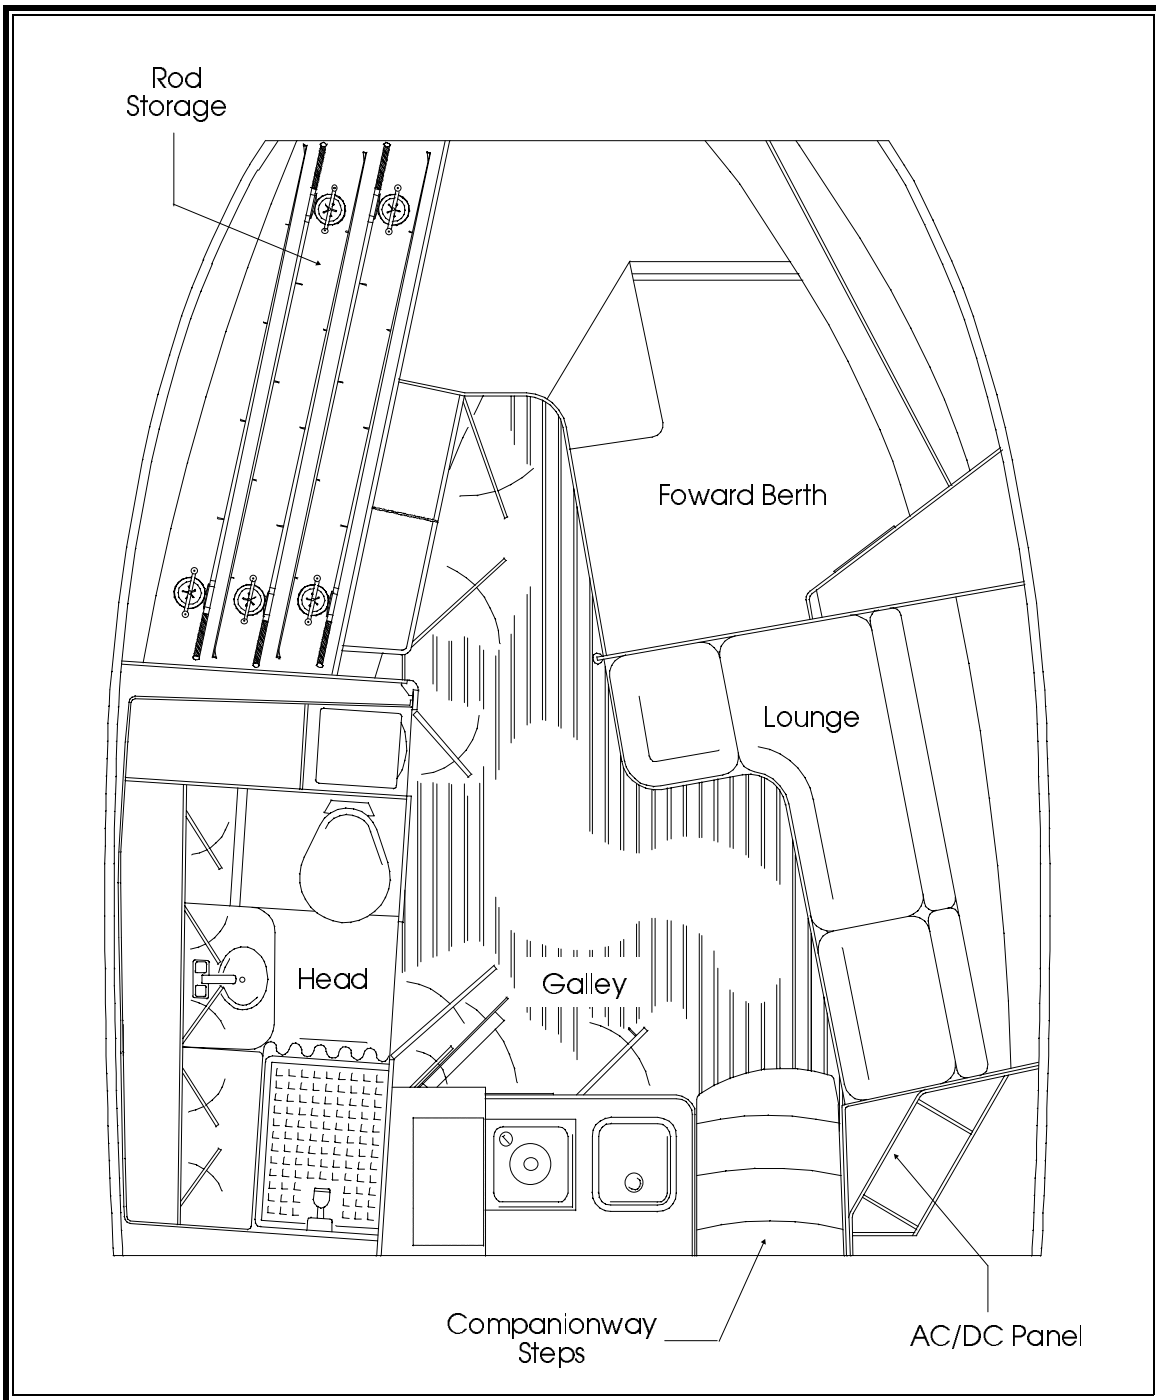 Rod
Storage
Foward Berth
Lounge
Head
Galley
Companionway
Steps
AC/DC Panel